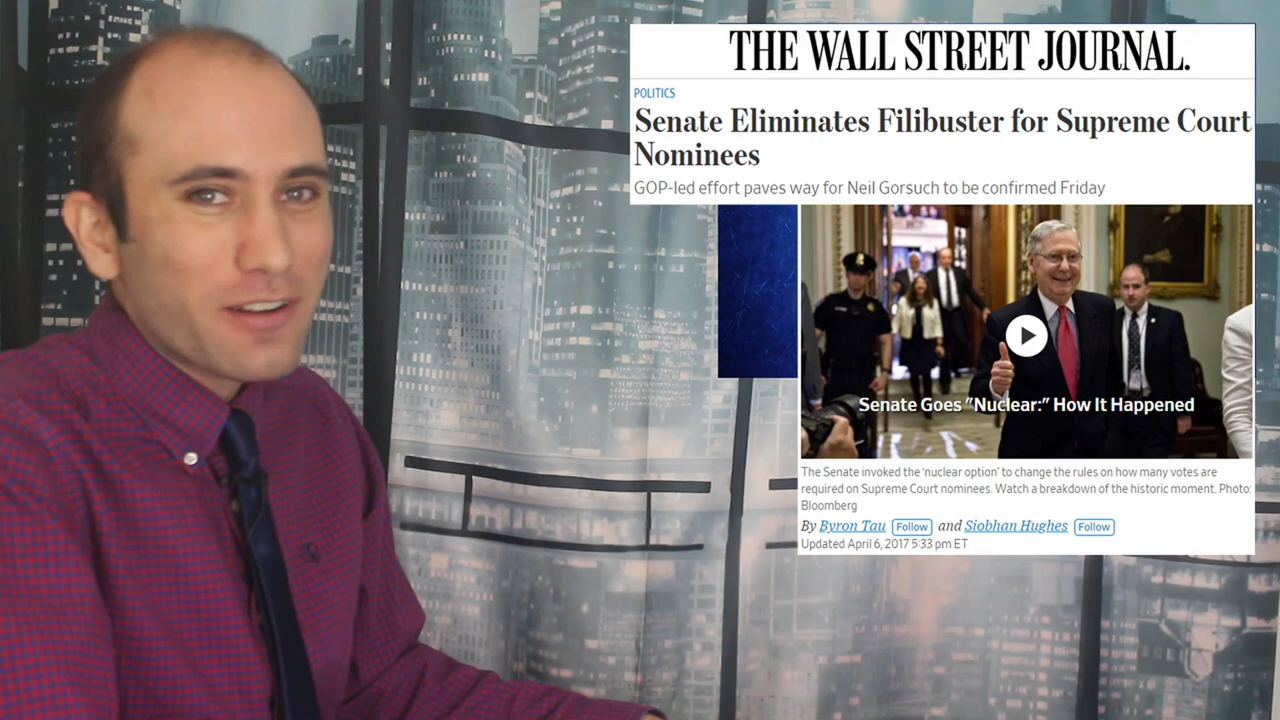 THE WALL STREET JOURNAL.
POLITICS
Senate Eliminates Filibuster for Supreme Court
Nominees
GOP-led effort paves way for Neil Gorsuch to be confirmed Friday
Senate Goes "Nuclear:" How It Happened
The Senate invoked the 'nuclear option' to change the rules on how many votes are
required on Supreme Court nominees. Watch a breakdown of the historic moment. Photo:
Bloomberg
By Byron Tau Follow and Siobhan Hughes Follow
Updated April 6, 2017 5:33 pm ET